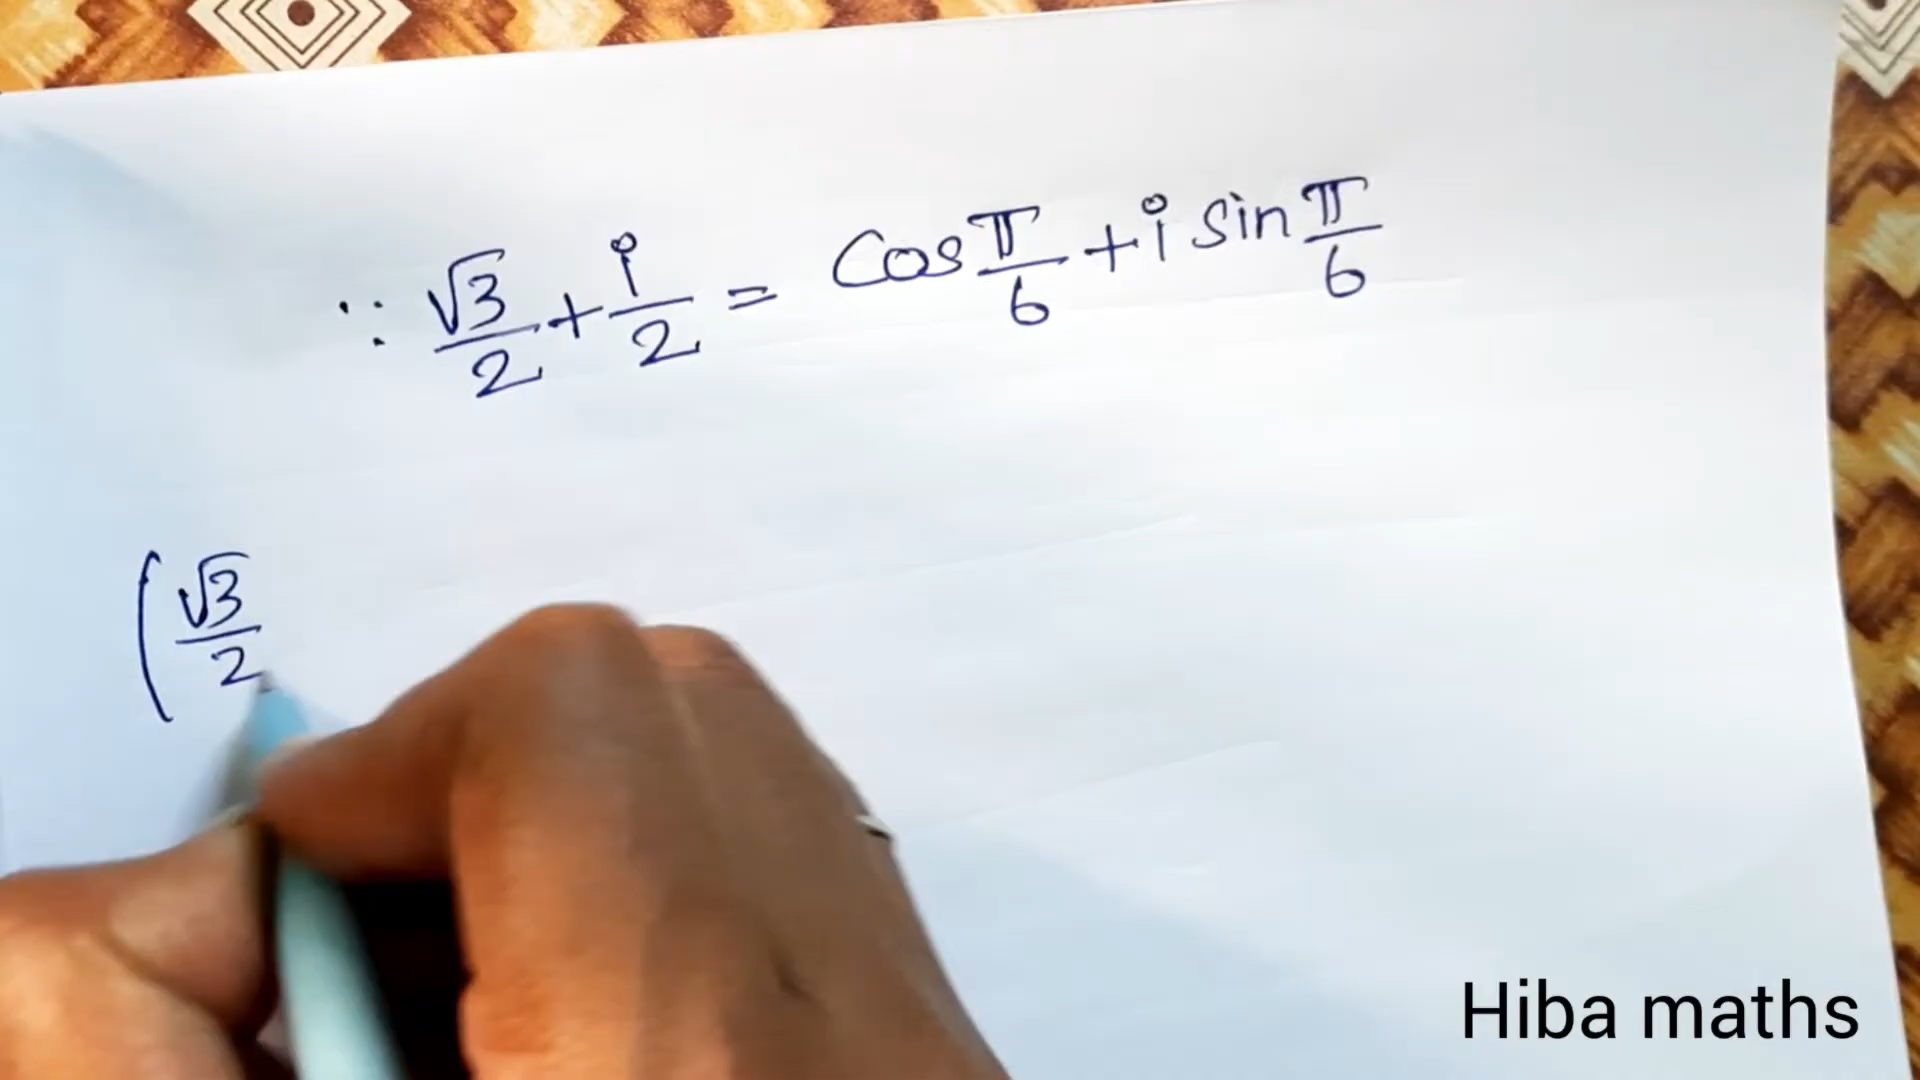 ∵ √3/2 + i/2 = Cos π/6 + i sin π/6
(√3/2
Hiba maths